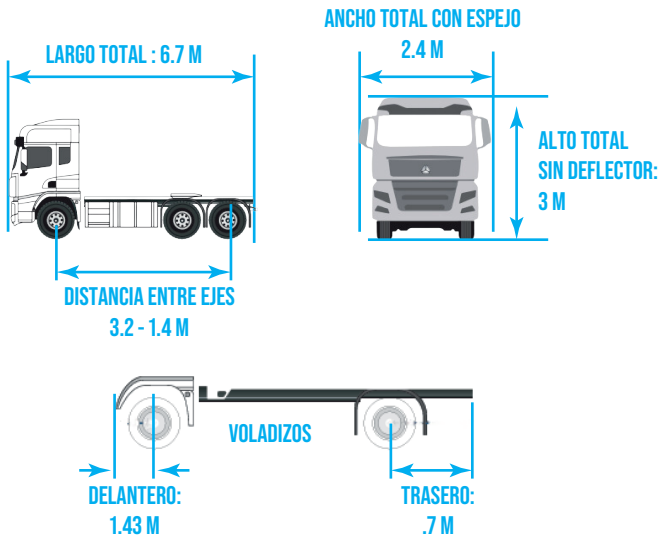 ANCHO TOTAL CON ESPEJO
2.4 M
LARGO TOTAL : 6.7 M
ALTO TOTAL
SIN DEFLECTOR:
3 M
DISTANCIA ENTRE EJES
3.2 - 1.4 M
VOLADIZOS
DELANTERO:
1.43 M
TRASERO:
.7 M